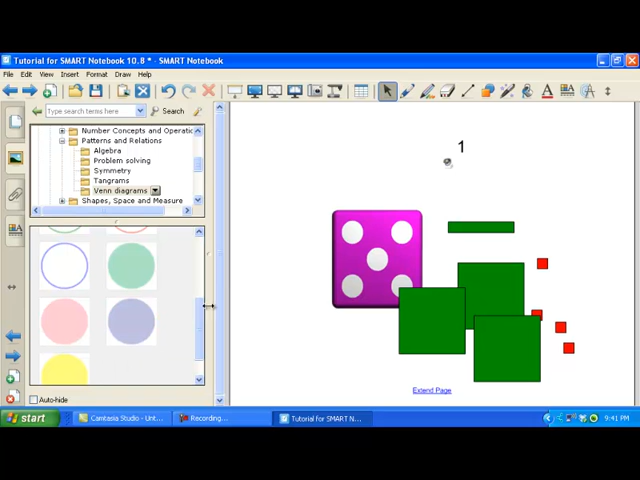 Tutorial for SMART Notebook 10.8 * - SMART Notebook
File Edit View Insert Format Draw Help
Type search terms here Search
Number Concepts and Operatic
Patterns and Relations
Algebra
Problem solving
Symmetry
Tangrams
Venn diagrams
Shapes, Space and Measure
1
Extend Page
Auto-hide
start Camtasia Studio - Unt... Recording... Tutorial for SMART N... 9:41 PM